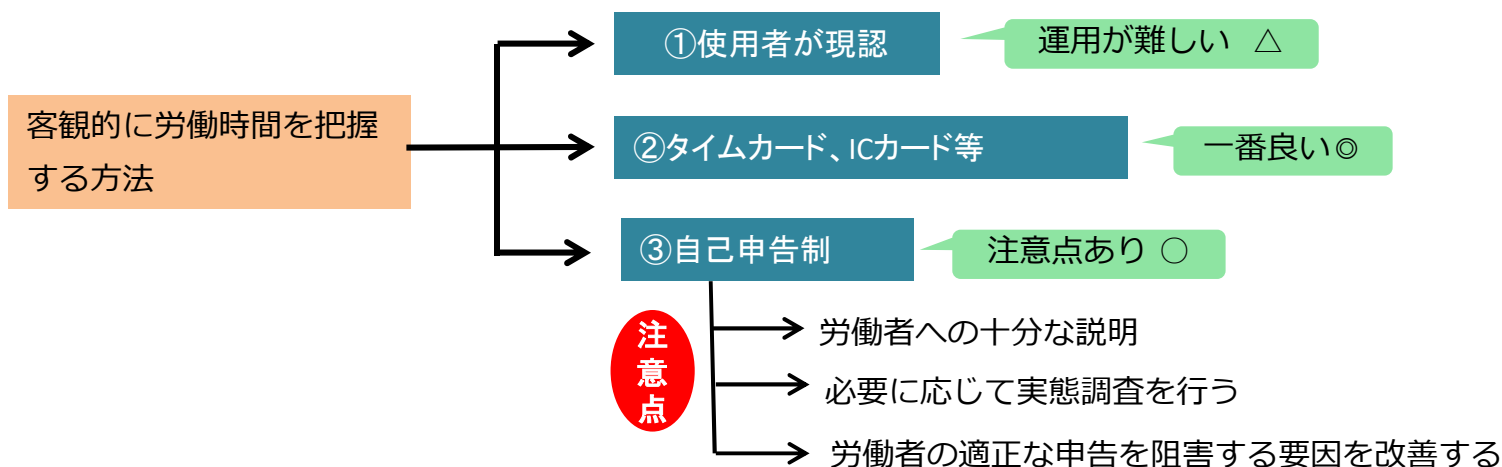 ①使用者が現認
運用が難しい △
客観的に労働時間を把握
する方法
②タイムカード、ICカード等
一番良い◎
③自己申告制
注意点あり ○
注
意
点
労働者への十分な説明
必要に応じて実態調査を行う
労働者の適正な申告を阻害する要因を改善する